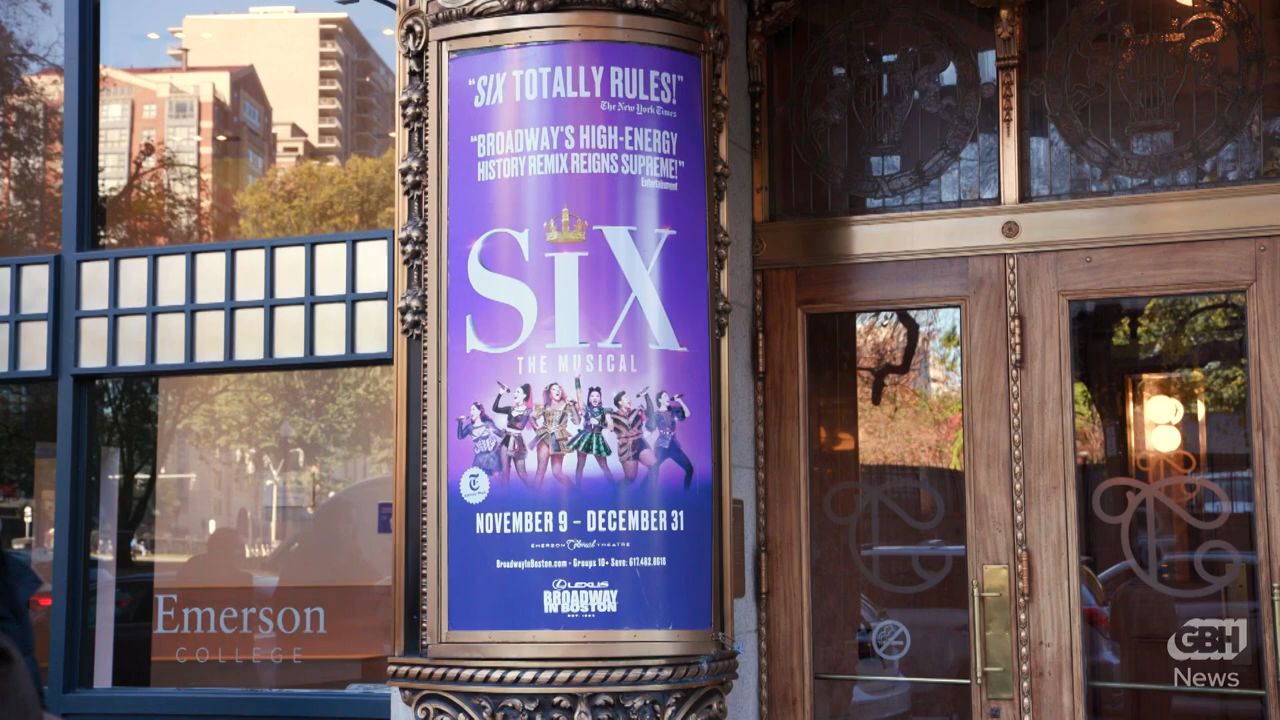 "SIX TOTALLY RULES!"
The New York Times
"BROADWAY'S HIGH-ENERGY
HISTORY REMIX REIGNS SUPREME!"
Entertainment
SIX
THE MUSICAL
NOVEMBER 9 – DECEMBER 31
EMERSON Colonial THEATRE
BroadwayInBoston.com · Groups 10+ Save: 617.482.8616
LEXUS
BROADWAY
IN BOSTON
EST. 1984
Emerson
COLLEGE
GBH
News